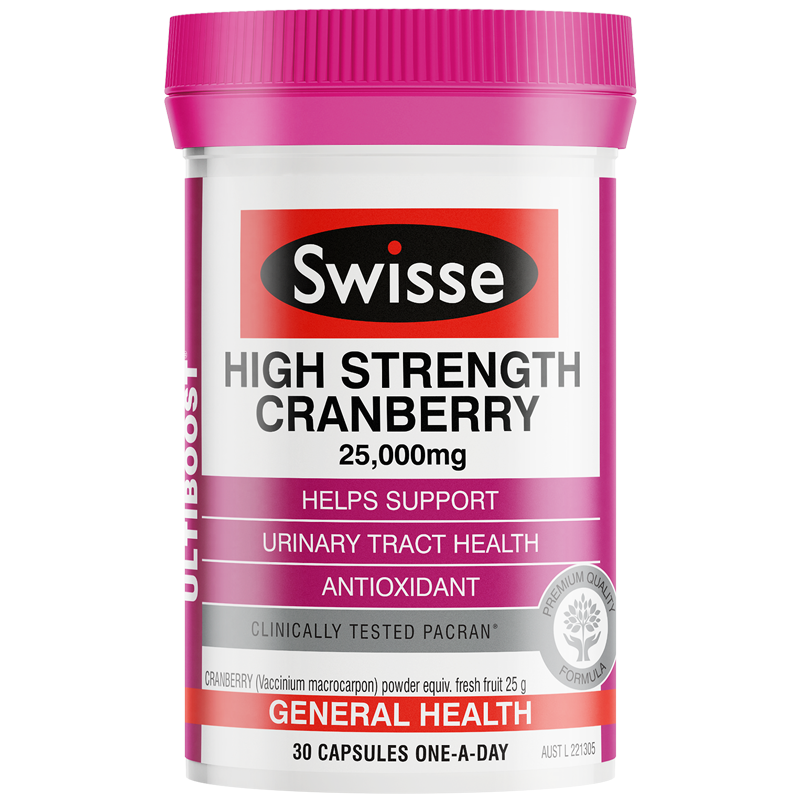 Swisse
HIGH STRENGTH
CRANBERRY
25,000mg
ULTIBOOST®
HELPS SUPPORT
URINARY TRACT HEALTH
ANTIOXIDANT
PREMIUM QUALITY
FORMULA
CLINICALLY TESTED PACRAN®
CRANBERRY (Vaccinium macrocarpon) powder equiv. fresh fruit 25 g
GENERAL HEALTH
30 CAPSULES ONE-A-DAY
AUST L 221305